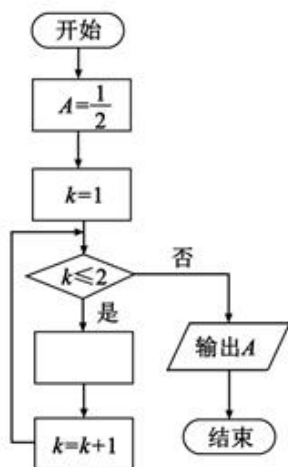 开始
A=1/2
k=1
k≤2
否
是
输出A
k=k+1
结束